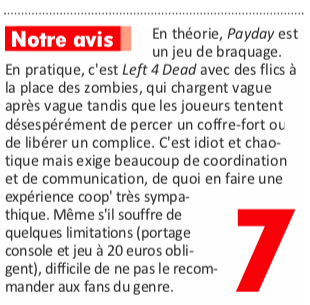 Notre avis
En théorie, Payday est
un jeu de braquage.
En pratique, c'est Left 4 Dead avec des flics à
la place des zombies, qui chargent vague
après vague tandis que les joueurs tentent
désespérément de percer un coffre-fort ou
de libérer un complice. C'est idiot et chao-
tique mais exige beaucoup de coordination
et de communication, de quoi en faire une
expérience coop' très sympa-
thique. Même s'il souffre de
quelques limitations (portage
console et jeu à 20 euros obli-
gent), difficile de ne pas le recom-
mander aux fans du genre.
7